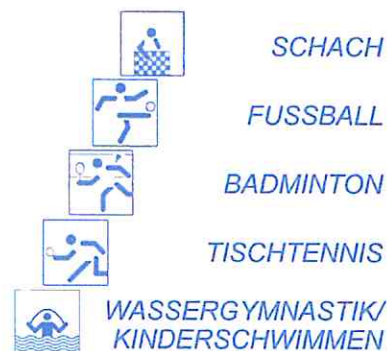 SCHACH
FUSSBALL
BADMINTON
TISCHTENNIS
WASSERGYMNASTIK/
KINDERSCHWIMMEN